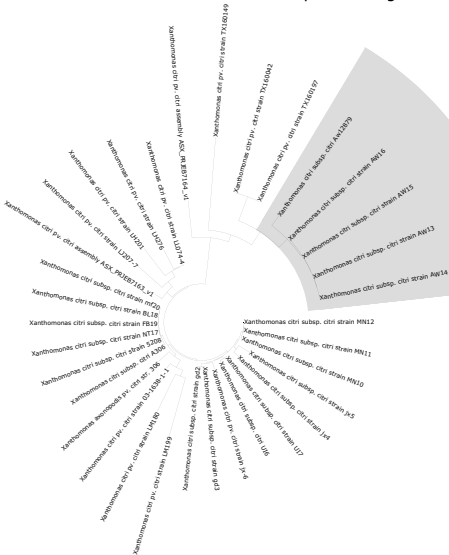 Xanthomonas citri pv. citri strain TX160149
Xanthomonas citri pv. citri strain TX160042
Xanthomonas citri pv. citri strain TX160197
Xanthomonas citri subsp. citri Aw12879
Xanthomonas citri subsp. citri strain AW16
Xanthomonas citri subsp. citri strain AW15
Xanthomonas citri subsp. citri strain AW13
Xanthomonas citri subsp. citri strain AW14
Xanthomonas citri subsp. citri strain MN12
Xanthomonas citri subsp. citri strain MN11
Xanthomonas citri subsp. citri strain MN10
Xanthomonas citri subsp. citri strain jx5
Xanthomonas citri subsp. citri strain jx4
Xanthomonas citri subsp. citri strain UI7
Xanthomonas citri subsp. citri UI6
Xanthomonas citri pv. citri strain jx-6
Xanthomonas citri subsp. citri strain gd3
Xanthomonas citri subsp. citri strain gd2
Xanthomonas citri pv. citri strain LM199
Xanthomonas citri pv. citri strain LM180
Xanthomonas citri pv. citri strain 03-1638-1-1
Xanthomonas axonopodis pv. citri str. 306
Xanthomonas citri subsp. citri A306
Xanthomonas citri subsp. citri strain 5208
Xanthomonas citri subsp. citri strain NT17
Xanthomonas citri subsp. citri strain FB19
Xanthomonas citri subsp. citri strain BL18
Xanthomonas citri subsp. citri strain mf20
Xanthomonas citri pv. citri assembly ASX_PRJEB7163_v1
Xanthomonas citri pv. citri strain LJ207-7
Xanthomonas citri pv. citri strain LH201
Xanthomonas citri pv. citri strain LH276
Xanthomonas citri pv. citri strain LL074-4
Xanthomonas citri pv. citri assembly ASX_PRJEB7164_v1